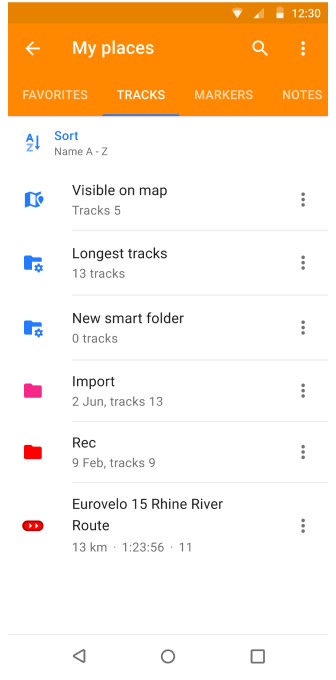 12:30
My places
FAVORITES TRACKS MARKERS NOTES
Sort
Name A - Z
Visible on map
Tracks 5
Longest tracks
13 tracks
New smart folder
0 tracks
Import
2 Jun, tracks 13
Rec
9 Feb, tracks 9
Eurovelo 15 Rhine River
Route
13 km · 1:23:56 · 11